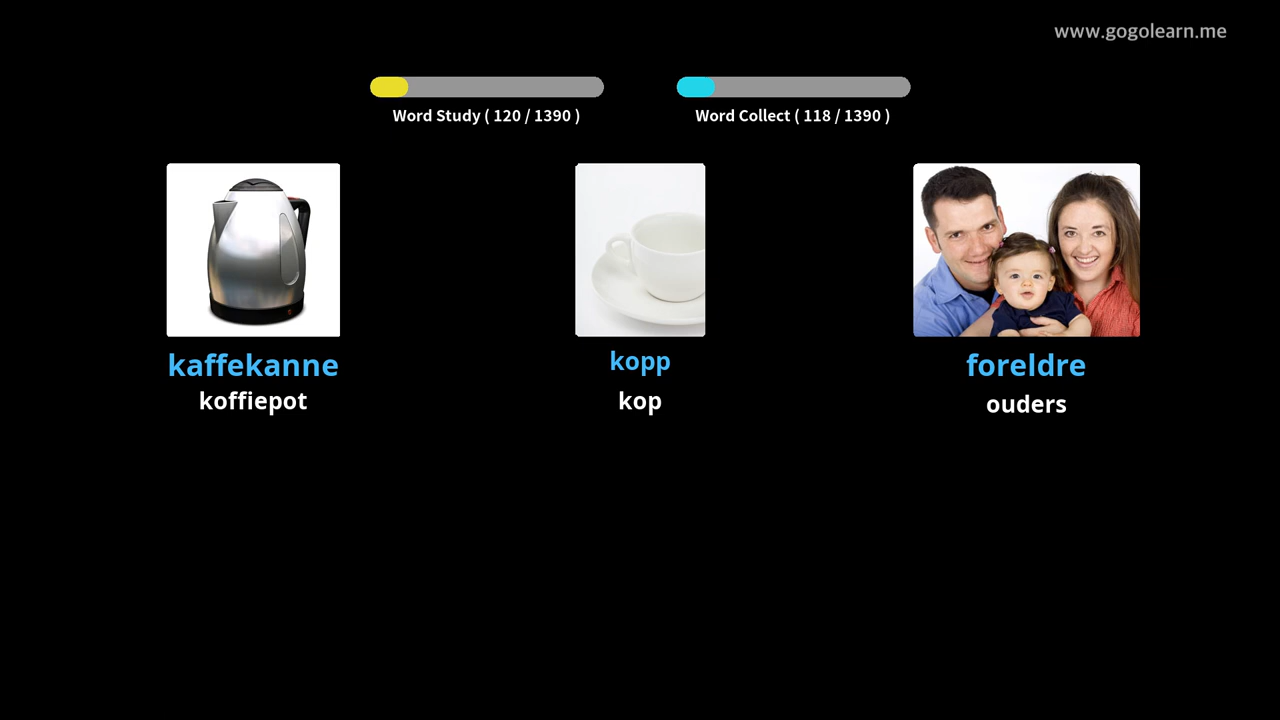 www.gogolearn.me
Word Study ( 120 / 1390 )
Word Collect ( 118 / 1390 )
kaffekanne
koffiepot
kopp
kop
foreldre
ouders